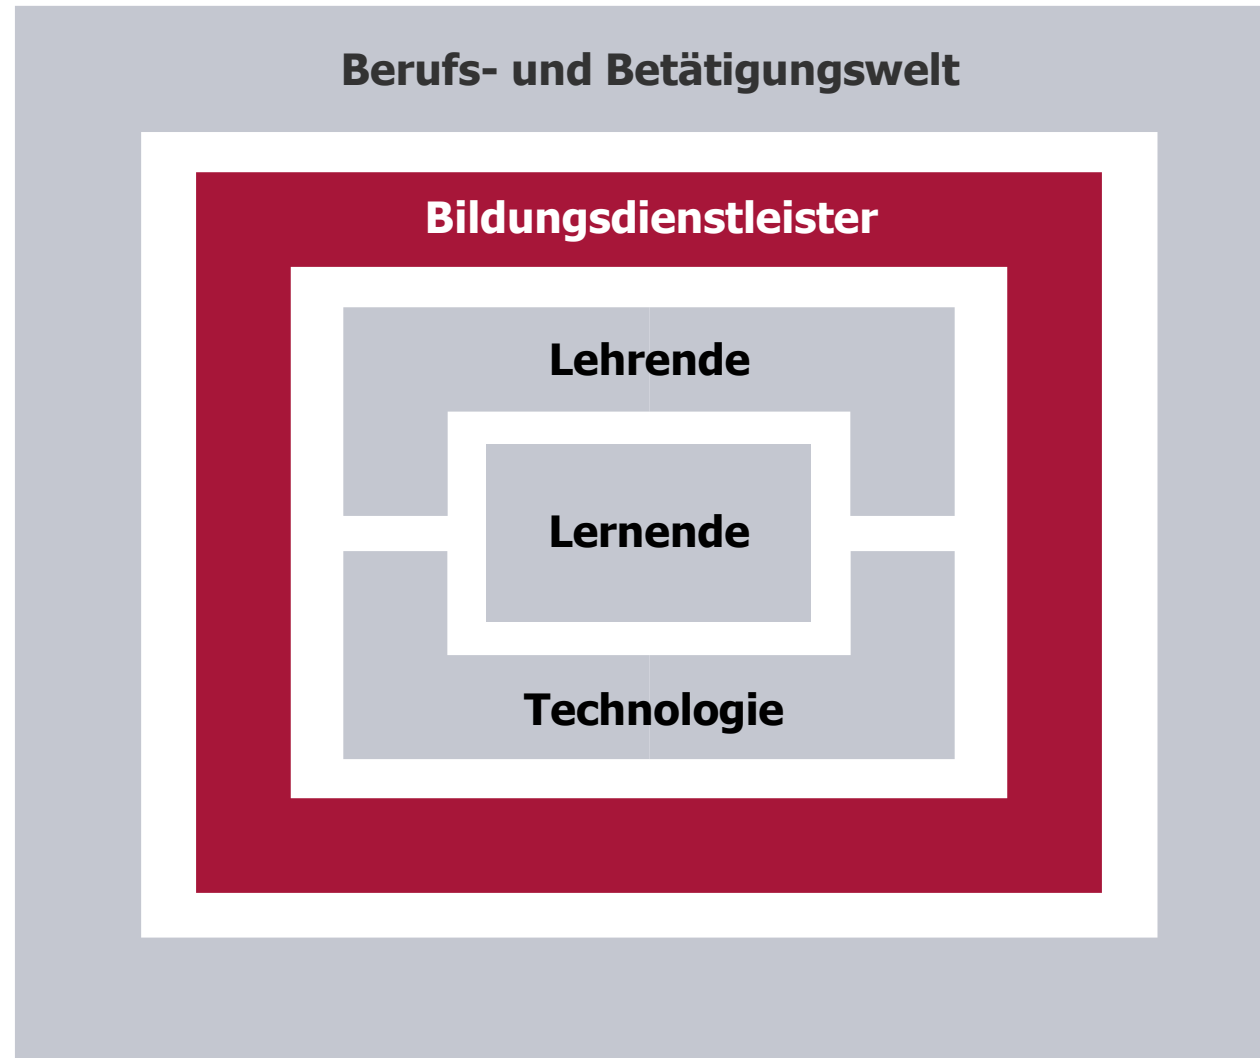 Berufs- und Betätigungswelt
Bildungsdienstleister
Lehrende
Lernende
Technologie